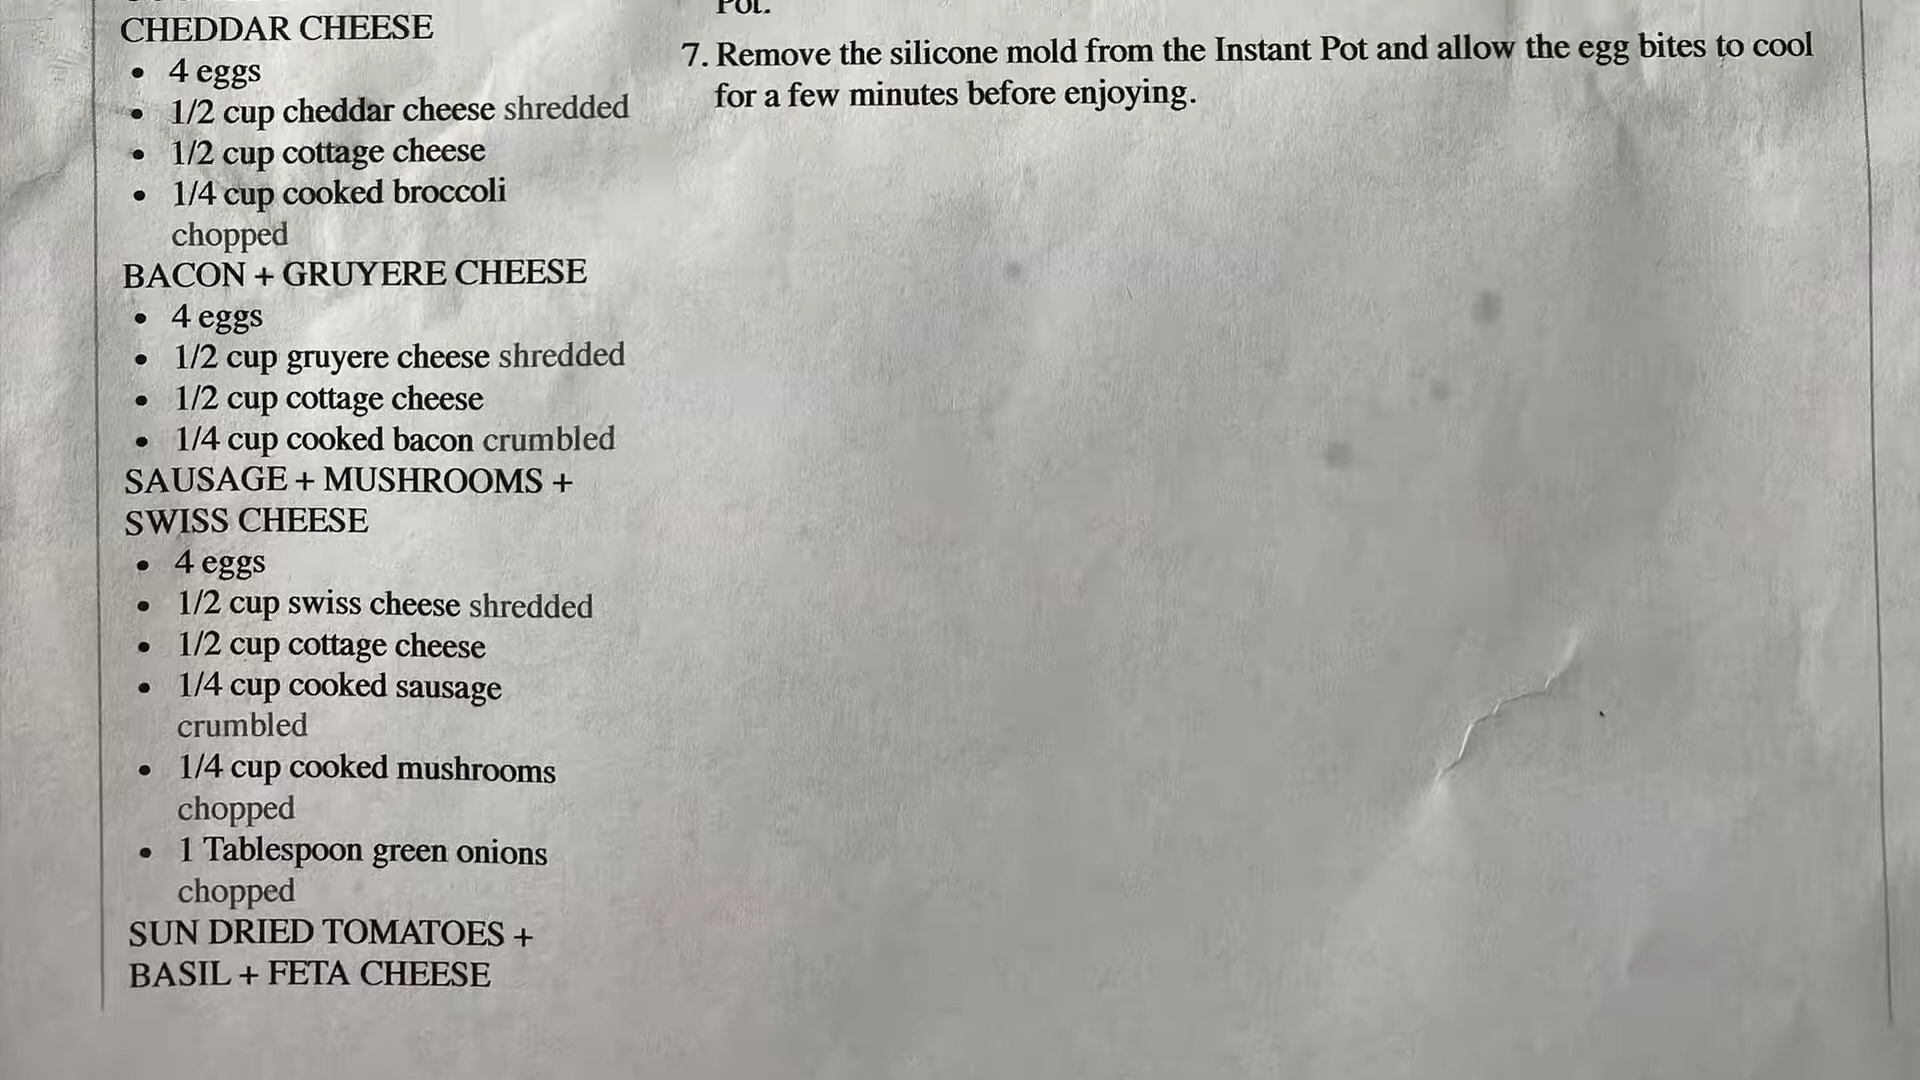 CHEDDAR CHEESE
• 4 eggs
• 1/2 cup cheddar cheese shredded
• 1/2 cup cottage cheese
• 1/4 cup cooked broccoli
chopped
BACON + GRUYERE CHEESE
• 4 eggs
• 1/2 cup gruyere cheese shredded
• 1/2 cup cottage cheese
• 1/4 cup cooked bacon crumbled
SAUSAGE + MUSHROOMS +
SWISS CHEESE
• 4 eggs
• 1/2 cup swiss cheese shredded
• 1/2 cup cottage cheese
• 1/4 cup cooked sausage
crumbled
• 1/4 cup cooked mushrooms
chopped
• 1 Tablespoon green onions
chopped
SUN DRIED TOMATOES +
BASIL + FETA CHEESE
Pot.
7. Remove the silicone mold from the Instant Pot and allow the egg bites to cool
for a few minutes before enjoying.